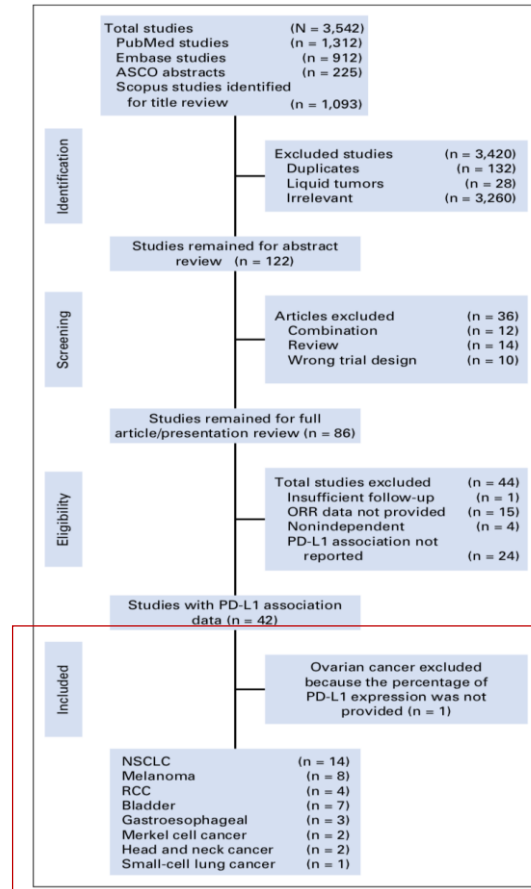 Total studies (N = 3,542)
PubMed studies (n = 1,312)
Embase studies (n = 912)
ASCO abstracts (n = 225)
Scopus studies identified
for title review (n = 1,093)
Identification
Excluded studies (n = 3,420)
Duplicates (n = 132)
Liquid tumors (n = 28)
Irrelevant (n = 3,260)
Studies remained for abstract
review (n = 122)
Screening
Articles excluded (n = 36)
Combination (n = 12)
Review (n = 14)
Wrong trial design (n = 10)
Studies remained for full
article/presentation review (n = 86)
Eligibility
Total studies excluded (n = 44)
Insufficient follow-up (n = 1)
ORR data not provided (n = 15)
Nonindependent (n = 4)
PD-L1 association not
reported (n = 24)
Studies with PD-L1 association
data (n = 42)
Included
Ovarian cancer excluded
because the percentage of
PD-L1 expression was not
provided (n = 1)
NSCLC (n = 14)
Melanoma (n = 8)
RCC (n = 4)
Bladder (n = 7)
Gastroesophageal (n = 3)
Merkel cell cancer (n = 2)
Head and neck cancer (n = 2)
Small-cell lung cancer (n = 1)